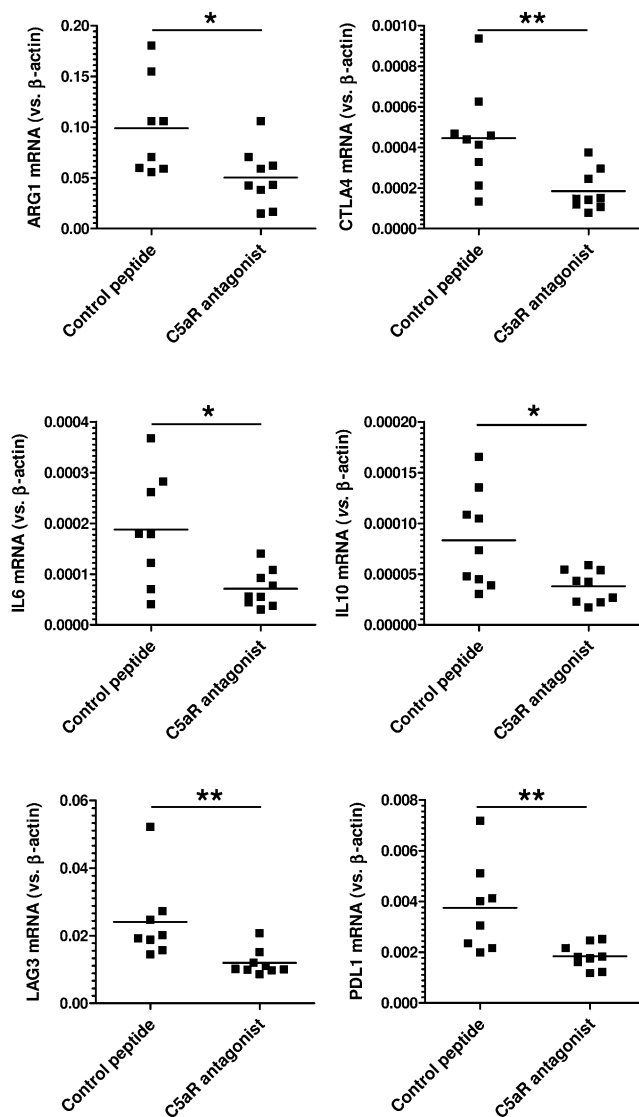 *
0.20
0.15
0.10
0.05
0.00
ARG1 mRNA (vs. β-actin)
Control peptide
C5aR antagonist
**
0.0010
0.0006
0.0004
0.0002
0.0000
CTLA4 mRNA (vs. β-actin)
Control peptide
C5aR antagonist
*
0.0004
0.0003
0.0002
0.0001
0.0000
IL6 mRNA (vs. β-actin)
Control peptide
C5aR antagonist
*
0.00020
0.00015
0.00010
0.00005
0.00000
IL10 mRNA (vs. β-actin)
Control peptide
C5aR antagonist
**
0.06
0.04
0.02
0.00
LAG3 mRNA (vs. β-actin)
Control peptide
C5aR antagonist
**
0.008
0.006
0.004
0.002
0.000
PDL1 mRNA (vs. β-actin)
Control peptide
C5aR antagonist